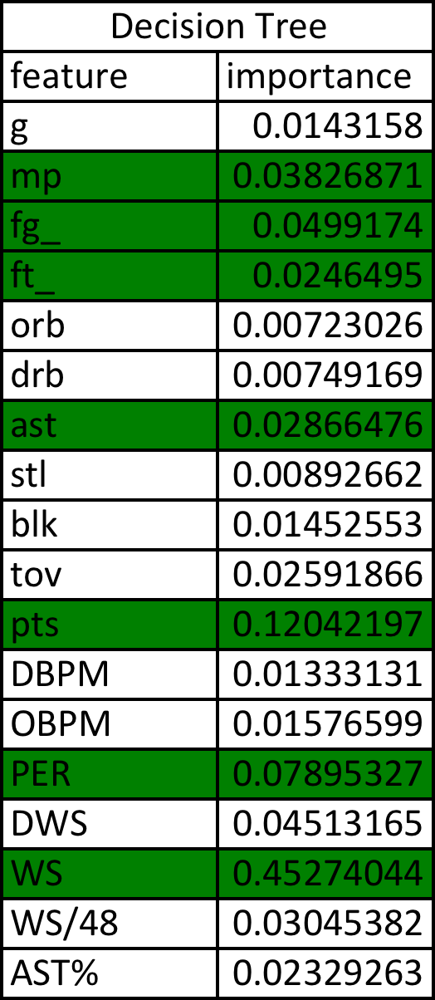 Decision Tree
feature importance
g 0.0143158
mp 0.03826871
fg_ 0.0499174
ft_ 0.0246495
orb 0.00723026
drb 0.00749169
ast 0.02866476
stl 0.00892662
blk 0.01452553
tov 0.02591866
pts 0.12042197
DBPM 0.01333131
OBPM 0.01576599
PER 0.07895327
DWS 0.04513165
WS 0.45274044
WS/48 0.03045382
AST% 0.02329263